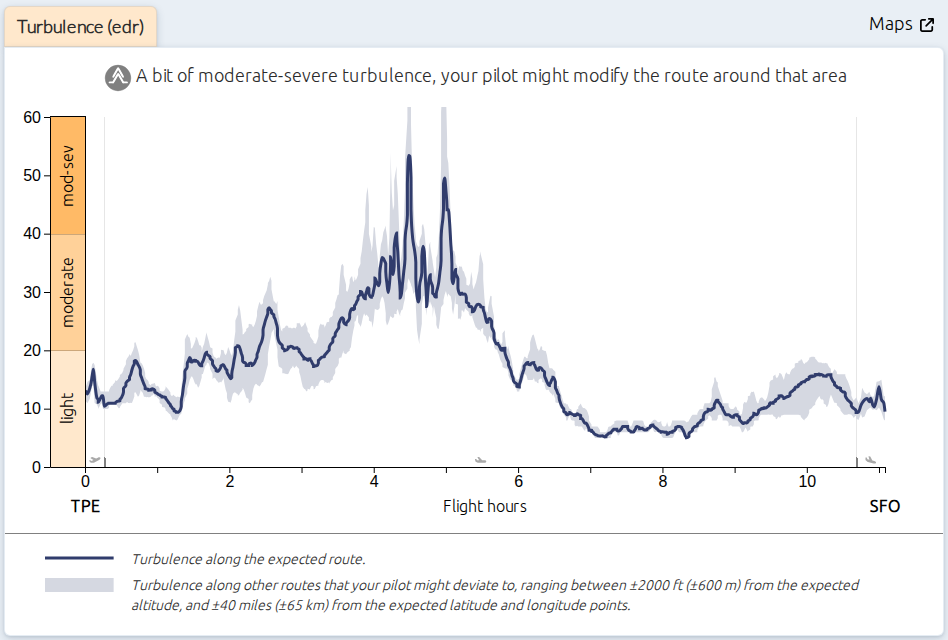 Turbulence (edr)
Maps
A bit of moderate-severe turbulence, your pilot might modify the route around that area
60
50
40
30
20
10
0
mod-sev
moderate
light
0 2 4 6 8 10
TPE Flight hours SFO
Turbulence along the expected route.
Turbulence along other routes that your pilot might deviate to, ranging between ±2000 ft (±600 m) from the expected
altitude, and ±40 miles (±65 km) from the expected latitude and longitude points.